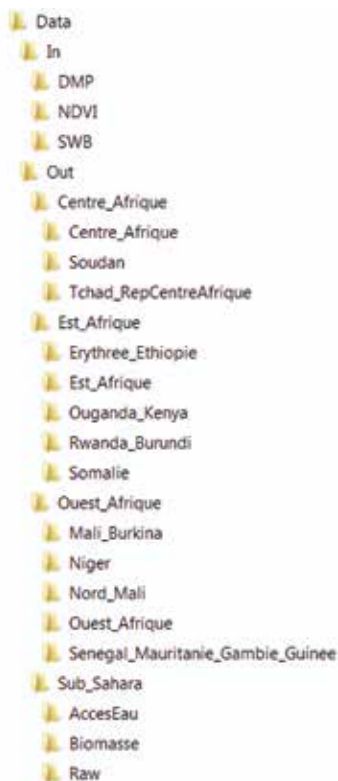 Data
In
DMP
NDVI
SWB
Out
Centre_Afrique
Centre_Afrique
Soudan
Tchad_RepCentreAfrique
Est_Afrique
Erythree_Ethiopie
Est_Afrique
Ouganda_Kenya
Rwanda_Burundi
Somalie
Ouest_Afrique
Mali_Burkina
Niger
Nord_Mali
Ouest_Afrique
Senegal_Mauritanie_Gambie_Guinee
Sub_Sahara
AccesEau
Biomasse
Raw